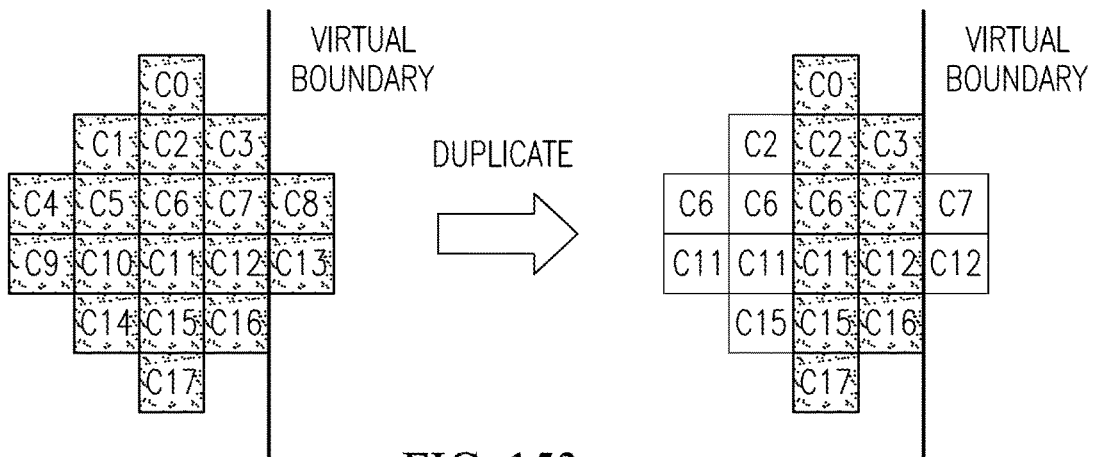 VIRTUAL BOUNDARY
C0
C1 C2 C3
C4 C5 C6 C7 C8
C9 C10 C11 C12 C13
C14 C15 C16
C17
DUPLICATE
VIRTUAL BOUNDARY
C0
C2 C2 C3
C6 C6 C6 C7 C7
C11 C11 C11 C12 C12
C15 C15 C16
C17